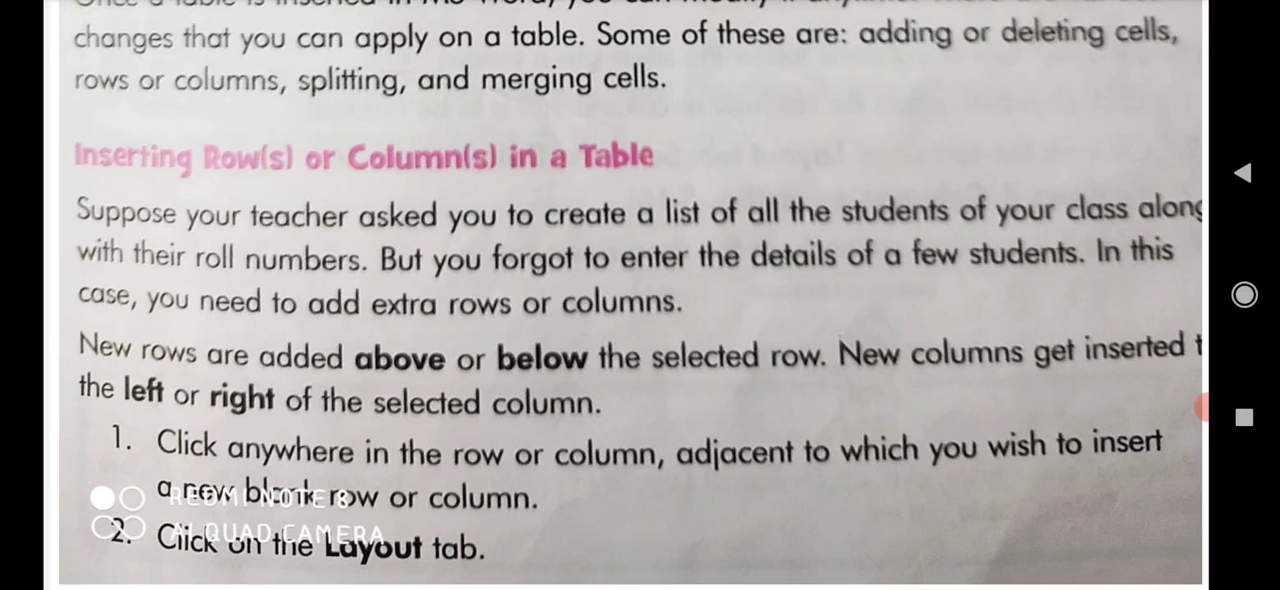 changes that you can apply on a table. Some of these are: adding or deleting cells,
rows or columns, splitting, and merging cells.
Inserting Row(s) or Column(s) in a Table
Suppose your teacher asked you to create a list of all the students of your class along
with their roll numbers. But you forgot to enter the details of a few students. In this
case, you need to add extra rows or columns.
New rows are added above or below the selected row. New columns get inserted t
the left or right of the selected column.
1. Click anywhere in the row or column, adjacent to which you wish to insert
a new blank row or column.
REDMI NOTE 8
2. Click on the Layout tab.
AI QUAD CAMERA